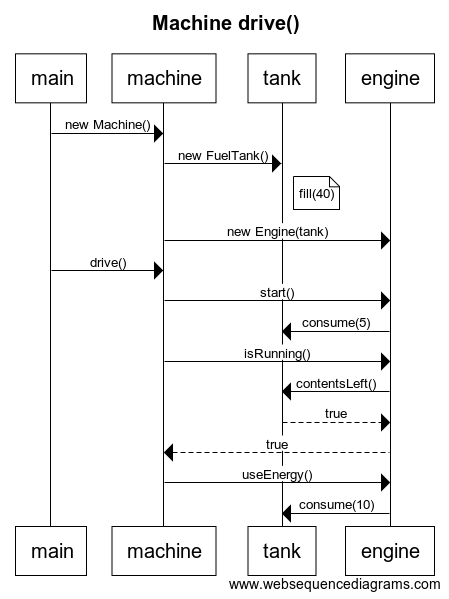 Machine drive()
main machine tank engine
new Machine()
new FuelTank()
fill(40)
new Engine(tank)
drive()
start()
consume(5)
isRunning()
contentsLeft()
true
true
useEnergy()
consume(10)
main machine tank engine
www.websequencediagrams.com